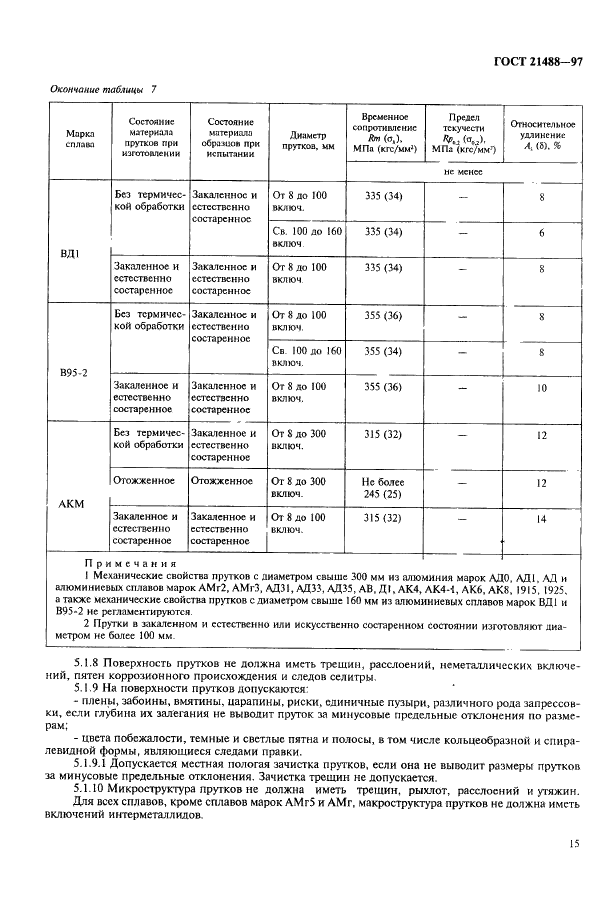 ГОСТ 21488—97
Окончание таблицы 7
Марка сплава | Состояние материала прутков при изготовлении | Состояние материала образцов при испытании | Диаметр прутков, мм | Временное сопротивление Rm (σв), МПа (кгс/мм²) | Предел текучести Rp0,2 (σ0,2), МПа (кгс/мм²) | Относительное удлинение A, (δ), %
не менее
ВД1 | Без термичес-кой обработки | Закаленное и естественно состаренное | От 8 до 100 включ. | 335 (34) | — | 8
Св. 100 до 160 включ. | 335 (34) | — | 6
Закаленное и естественно состаренное | Закаленное и естественно состаренное | От 8 до 100 включ. | 335 (34) | — | 8
В95-2 | Без термичес-кой обработки | Закаленное и естественно состаренное | От 8 до 100 включ. | 355 (36) | — | 8
Св. 100 до 160 включ. | 355 (34) | — | 8
Закаленное и естественно состаренное | Закаленное и естественно состаренное | От 8 до 100 включ. | 355 (36) | — | 10
АКМ | Без термичес-кой обработки | Закаленное и естественно состаренное | От 8 до 300 включ. | 315 (32) | — | 12
Отожженное | Отожженное | От 8 до 300 включ. | Не более 245 (25) | — | 12
Закаленное и естественно состаренное | Закаленное и естественно состаренное | От 8 до 100 включ. | 315 (32) | — | 14
Примечания
1 Механические свойства прутков с диаметром свыше 300 мм из алюминия марок АД0, АД1, АД и
алюминиевых сплавов марок АМг2, АМг3, АД31, АД33, АД35, АВ, Д1, АК4, АК4-1, АК6, АК8, 1915, 1925,
а также механические свойства прутков с диаметром свыше 160 мм из алюминиевых сплавов марок ВД1 и
В95-2 не регламентируются.
2 Прутки в закаленном и естественно или искусственно состаренном состоянии изготовляют диа-
метром не более 100 мм.
5.1.8 Поверхность прутков не должна иметь трещин, расслоений, неметаллических включе-
ний, пятен коррозионного происхождения и следов селитры.
5.1.9 На поверхности прутков допускаются:
- плены, забоины, вмятины, царапины, риски, единичные пузыри, различного рода запрессов-
ки, если глубина их залегания не выводит пруток за минусовые предельные отклонения по разме-
рам;
- цвета побежалости, темные и светлые пятна и полосы, в том числе кольцеобразной и спира-
левидной формы, являющиеся следами правки.
5.1.9.1 Допускается местная пологая зачистка прутков, если она не выводит размеры прутков
за минусовые предельные отклонения. Зачистка трещин не допускается.
5.1.10 Микроструктура прутков не должна иметь трещин, рыхлот, расслоений и утяжин.
Для всех сплавов, кроме сплавов марок АМг5 и АМг, макроструктура прутков не должна иметь
включений интерметаллидов.
15